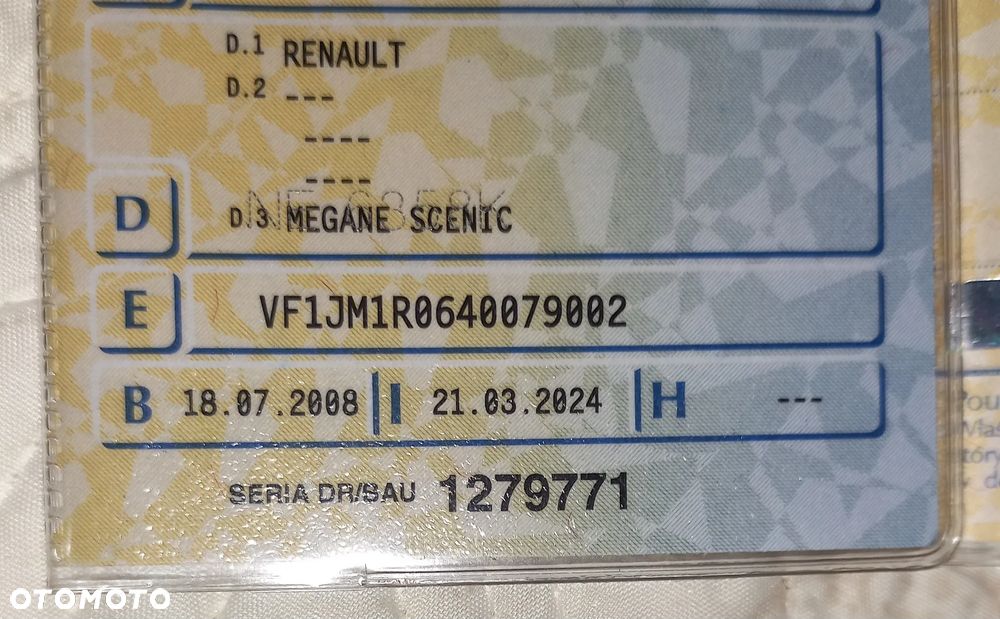 D.1 RENAULT
D.2 ---
----
----
D
D.3 MEGANE SCENIC
E VF1JM1R0640079002
B 18.07.2008 I 21.03.2024 H ---
SERIA DR/BAU 1279771
OTOMOTO